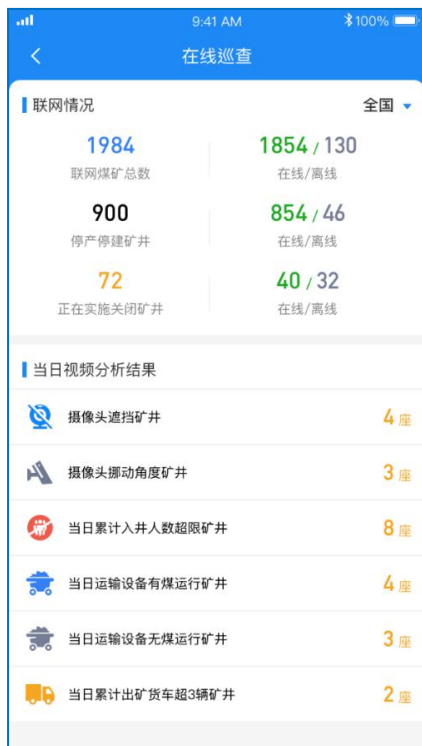 9:41 AM 100%
在线巡查
联网情况 全国
1984 1854 / 130
联网煤矿总数 在线/离线
900 854 / 46
停产停建矿井 在线/离线
72 40 / 32
正在实施关闭矿井 在线/离线
当日视频分析结果
摄像头遮挡矿井 4座
摄像头挪动角度矿井 3座
当日累计入井人数超限矿井 8座
当日运输设备有煤运行矿井 4座
当日运输设备无煤运行矿井 3座
当日累计出矿货车超3辆矿井 2座